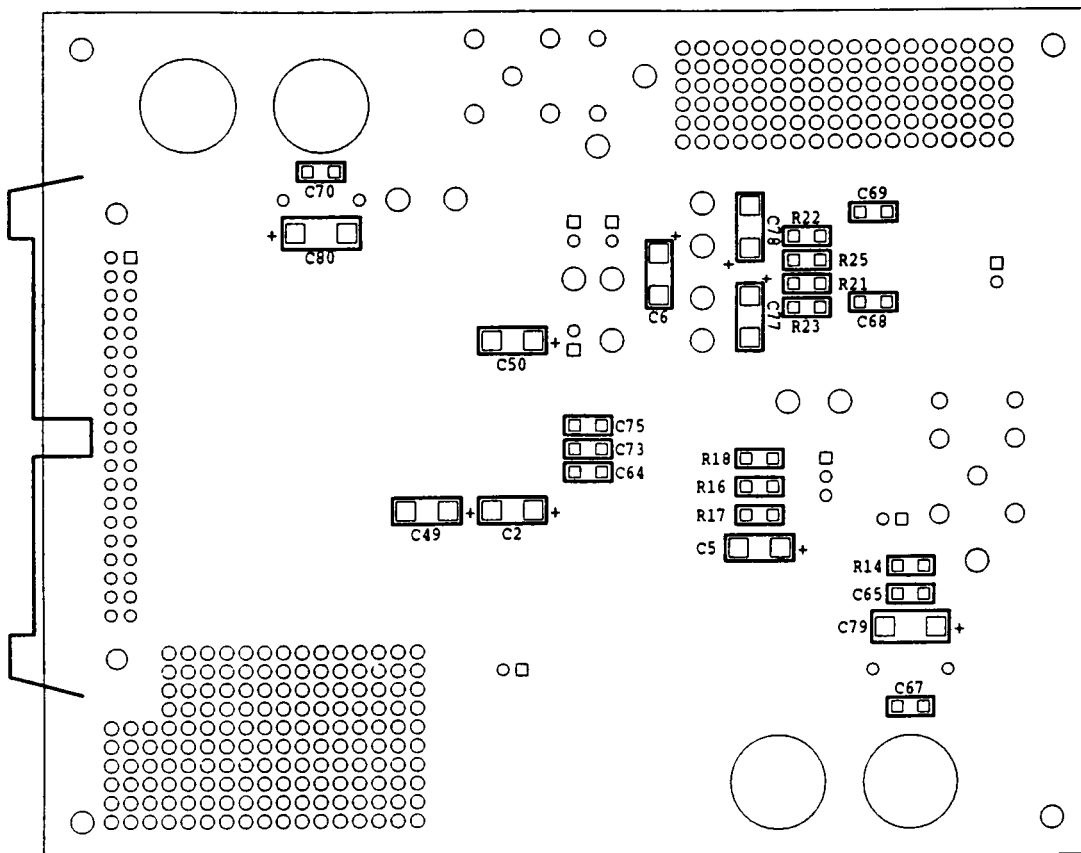 C70
+
C80
C69
R22
C78
+
+
R25
+
R21
C6
C77
R23
C68
+
C50
C75
C73
C64
R18
R16
R17
C49
+
C2
+
C5
+
R14
C65
C79
+
C67